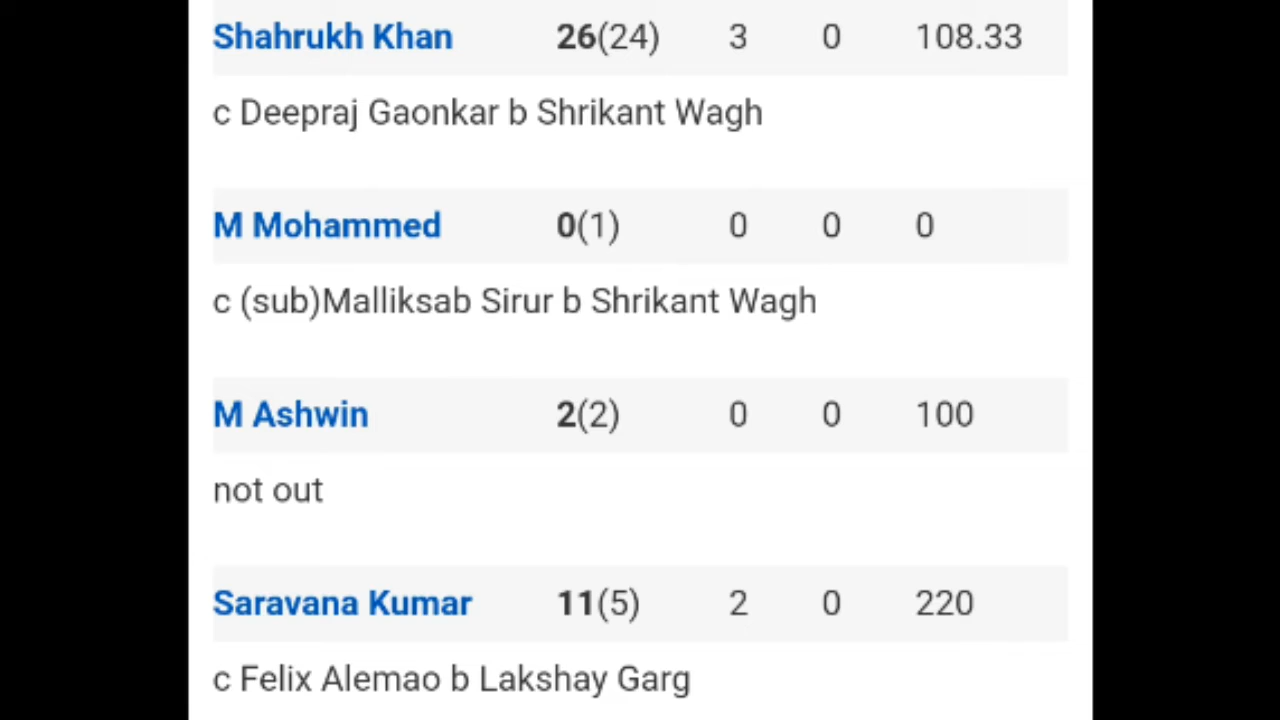 Shahrukh Khan 26(24) 3 0 108.33
c Deepraj Gaonkar b Shrikant Wagh
M Mohammed 0(1) 0 0 0
c (sub)Malliksab Sirur b Shrikant Wagh
M Ashwin 2(2) 0 0 100
not out
Saravana Kumar 11(5) 2 0 220
c Felix Alemao b Lakshay Garg